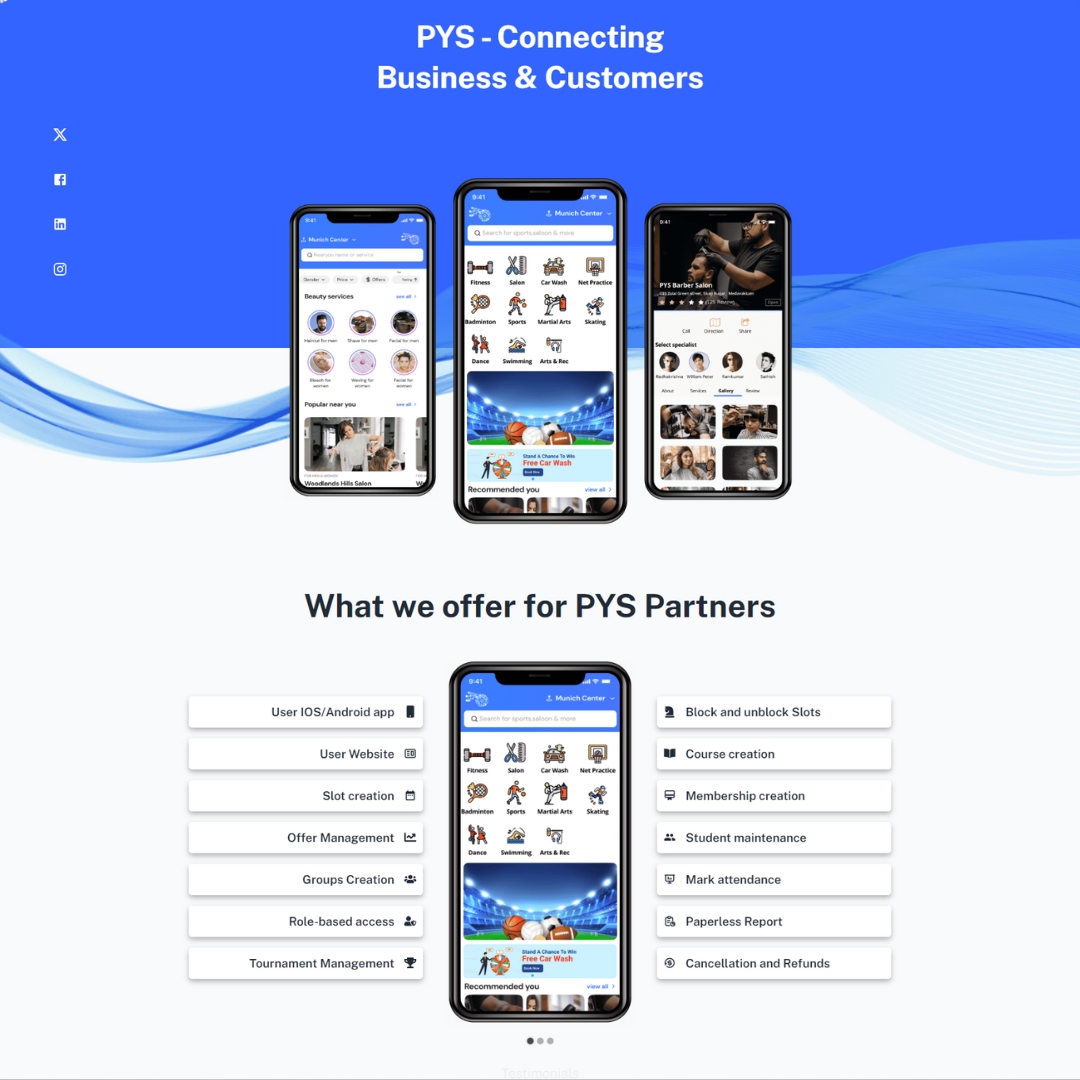 PYS - Connecting
Business & Customers
9:41
Munich Center
Gender
Price
Offers
Rating
Beauty services
see all
Haircut for men
Shave for men
Facial for men
Bleach for women
Waxing for women
Facial for women
Popular near you
see all
Woodlands Hills Salon
9:41
Munich Center
Search for sports,saloon & more
Fitness
Salon
Car Wash
Net Practice
Badminton
Sports
Martial Arts
Skating
Dance
Swimming
Arts & Rec
Stand A Chance To Win
Free Car Wash
Book Now
Recommended you
view all
9:41
PYS Barber Salon
Call
Direction
Share
Select specialist
William Peter
Ramkumar
Sathish
About
Services
Gallery
Review
What we offer for PYS Partners
User IOS/Android app
User Website
Slot creation
Offer Management
Groups Creation
Role-based access
Tournament Management
9:41
Munich Center
Search for sports,saloon & more
Fitness
Salon
Car Wash
Net Practice
Badminton
Sports
Martial Arts
Skating
Dance
Swimming
Arts & Rec
Stand A Chance To Win
Free Car Wash
Book Now
Recommended you
view all
Block and unblock Slots
Course creation
Membership creation
Student maintenance
Mark attendance
Paperless Report
Cancellation and Refunds
Testimonials